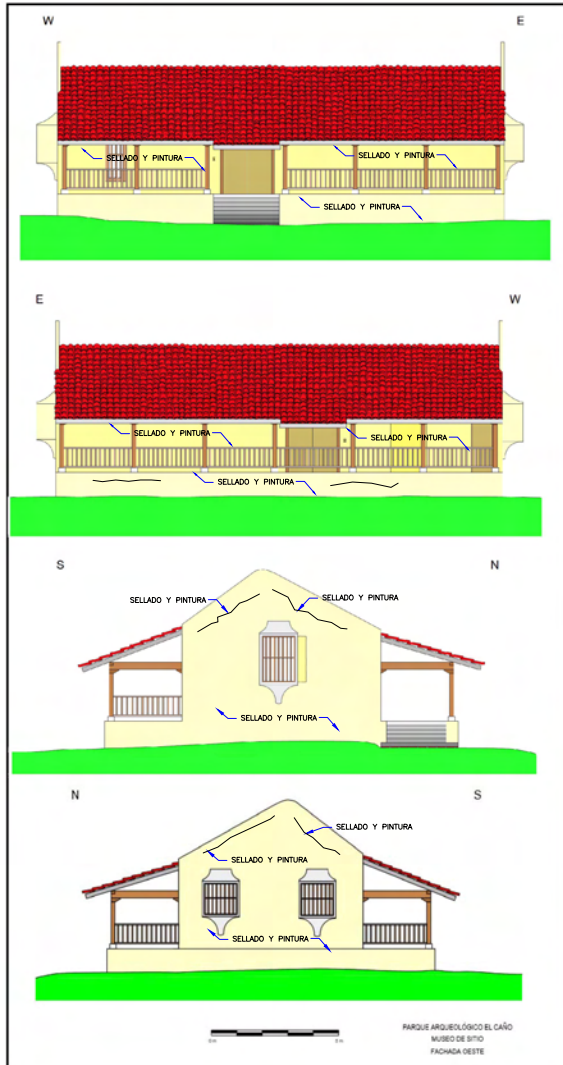 W E
SELLADO Y PINTURA SELLADO Y PINTURA
SELLADO Y PINTURA
E W
SELLADO Y PINTURA SELLADO Y PINTURA
SELLADO Y PINTURA
S N
SELLADO Y PINTURA SELLADO Y PINTURA
SELLADO Y PINTURA
N S
SELLADO Y PINTURA
SELLADO Y PINTURA
SELLADO Y PINTURA
PARQUE ARQUEOLÓGICO EL CAÑO
MUSEO DE SITIO
FACHADA OESTE